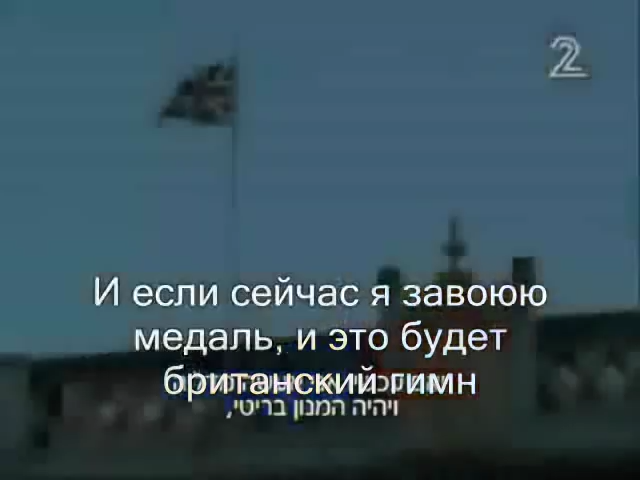 2
И если сейчас я завоюю
медаль, и это будет
британский гимн
ויהיה המנון בריטי,